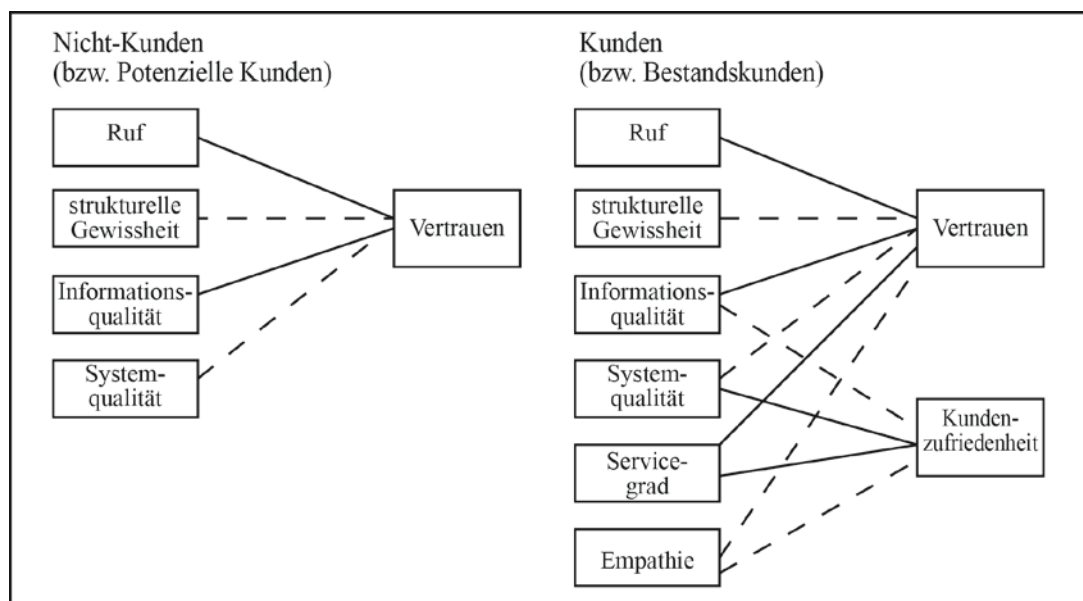 Nicht-Kunden
(bzw. Potenzielle Kunden)
Ruf
strukturelle
Gewissheit
Informations-
qualität
System-
qualität
Vertrauen
Kunden
(bzw. Bestandskunden)
Ruf
strukturelle
Gewissheit
Informations-
qualität
System-
qualität
Service-
grad
Empathie
Vertrauen
Kunden-
zufriedenheit